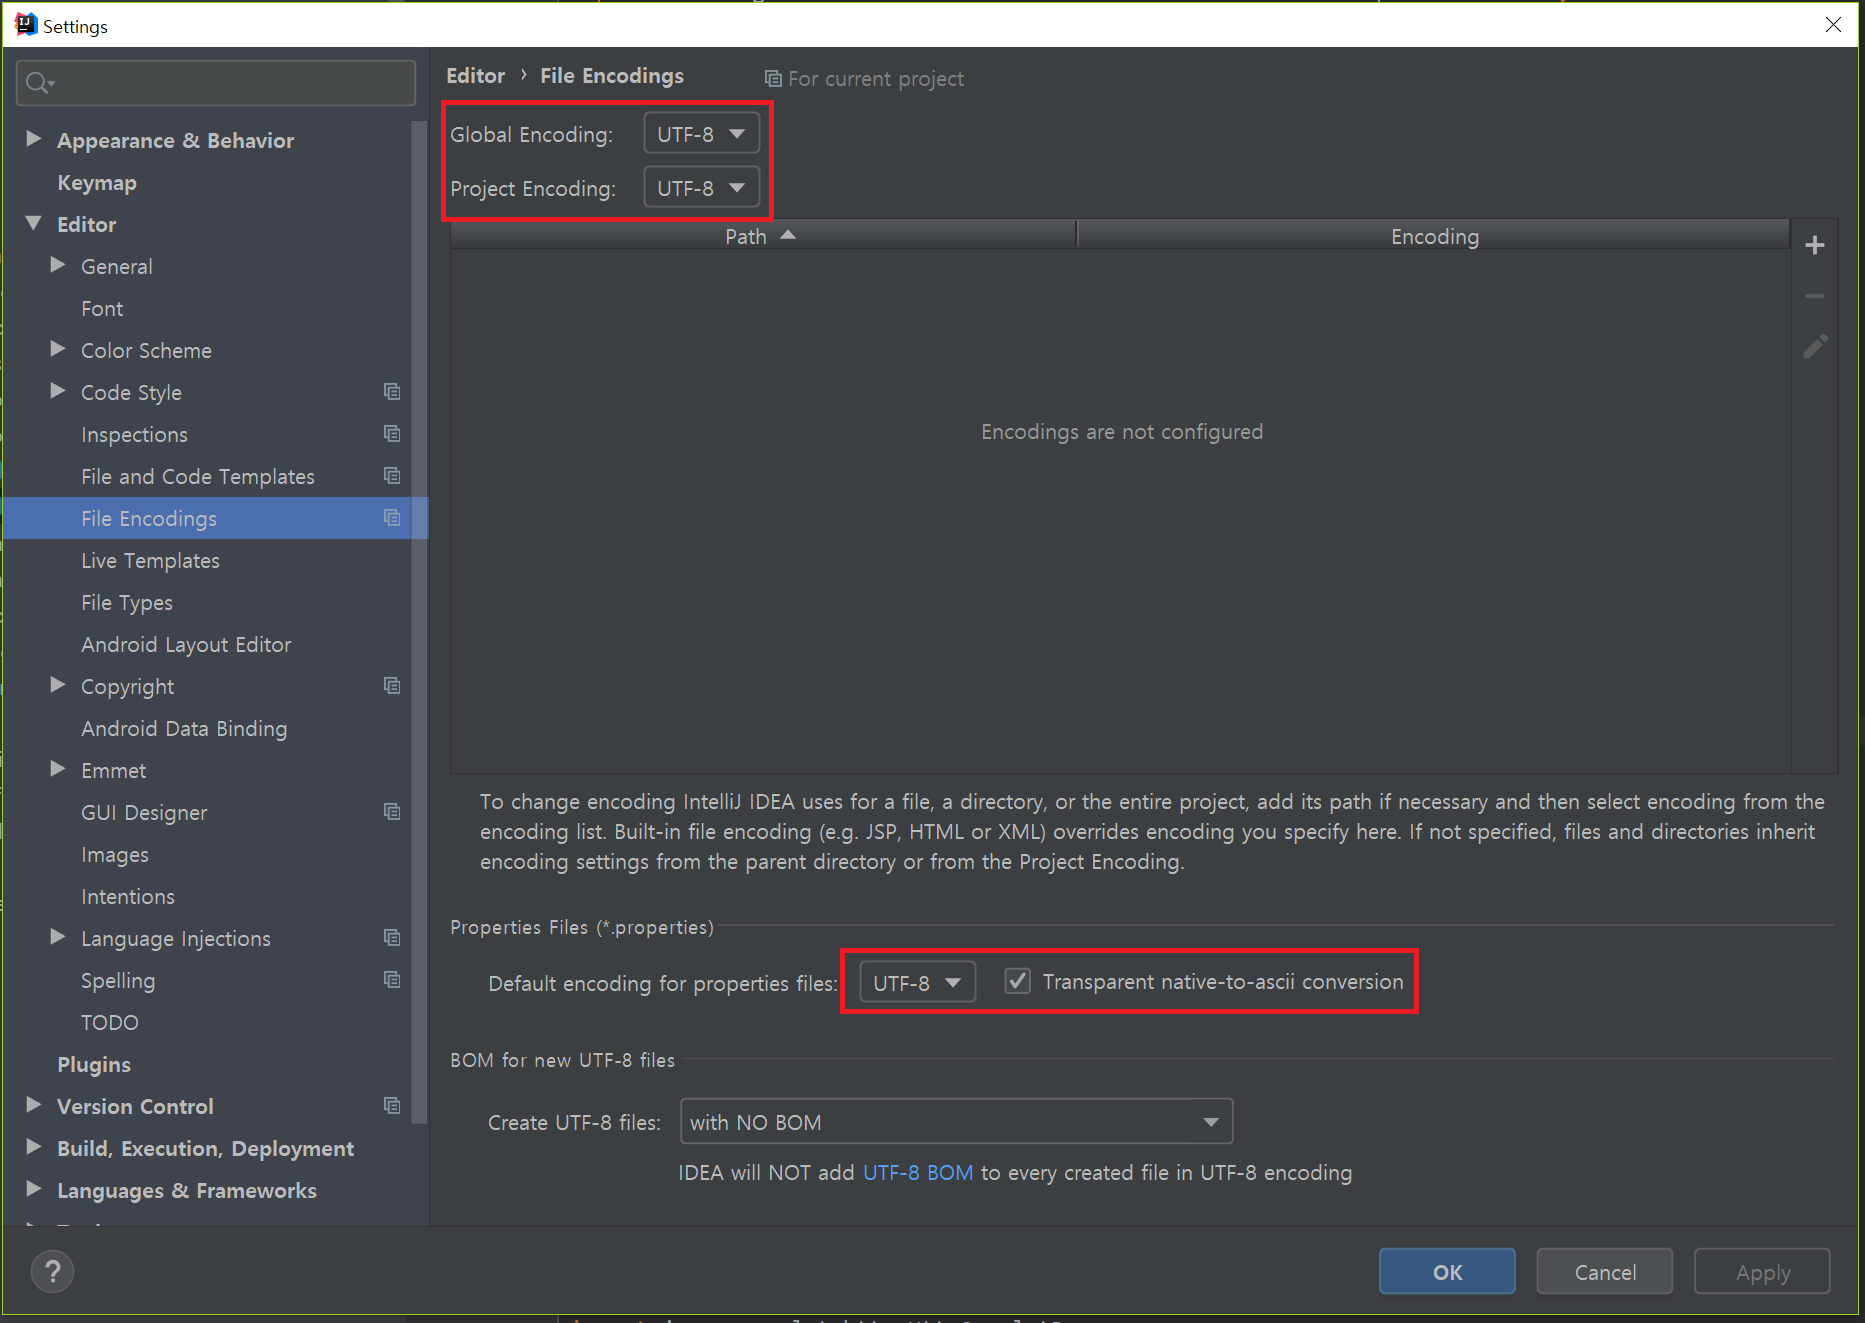 Settings
Editor › File Encodings
For current project
Appearance & Behavior
Keymap
Editor
General
Font
Color Scheme
Code Style
Inspections
File and Code Templates
File Encodings
Live Templates
File Types
Android Layout Editor
Copyright
Android Data Binding
Emmet
GUI Designer
Images
Intentions
Language Injections
Spelling
TODO
Plugins
Version Control
Build, Execution, Deployment
Languages & Frameworks
Global Encoding: UTF-8
Project Encoding: UTF-8
Path Encoding
Encodings are not configured
To change encoding IntelliJ IDEA uses for a file, a directory, or the entire project, add its path if necessary and then select encoding from the
encoding list. Built-in file encoding (e.g. JSP, HTML or XML) overrides encoding you specify here. If not specified, files and directories inherit
encoding settings from the parent directory or from the Project Encoding.
Properties Files (*.properties)
Default encoding for properties files: UTF-8 Transparent native-to-ascii conversion
BOM for new UTF-8 files
Create UTF-8 files: with NO BOM
IDEA will NOT add UTF-8 BOM to every created file in UTF-8 encoding
?
OK Cancel Apply